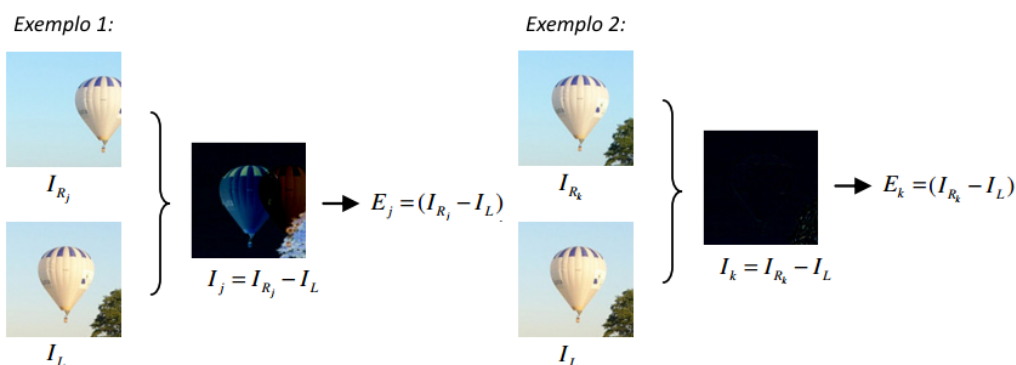 Exemplo 1:
I_{R_j}
I_L
I_j = I_{R_j} − I_L
E_j =(I_{R_j} − I_L)
Exemplo 2:
I_{R_k}
I_L
I_k = I_{R_k} − I_L
E_k =(I_{R_k} − I_L)